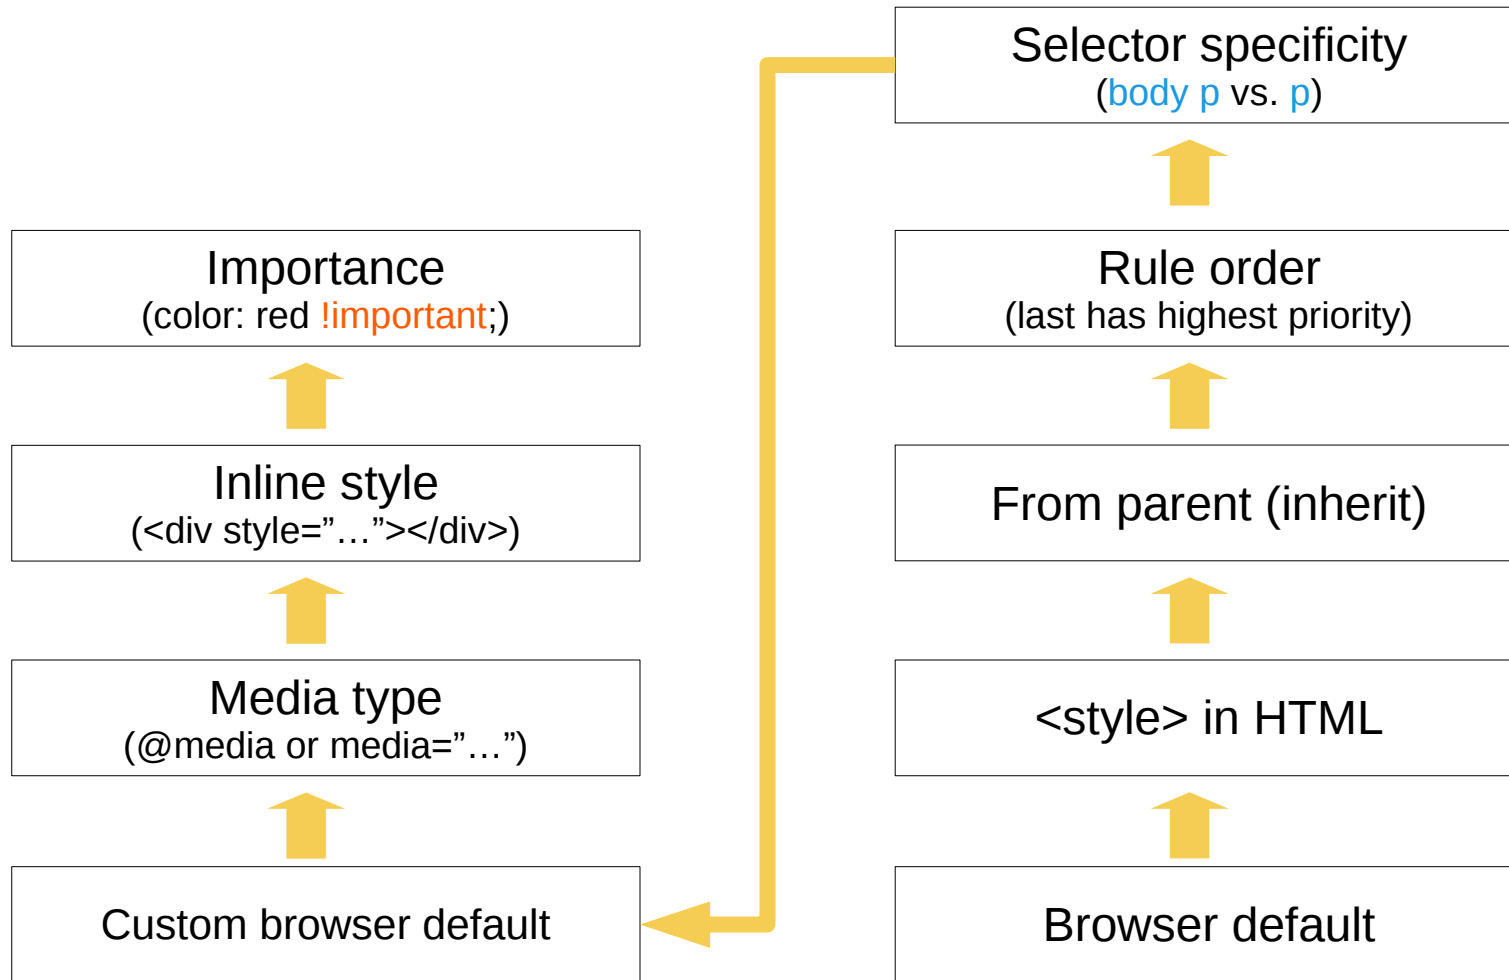 Selector specificity
(body p vs. p)
Importance
(color: red !important;)
Rule order
(last has highest priority)
Inline style
(<div style=”…”></div>)
From parent (inherit)
Media type
(@media or media=”…”)
<style> in HTML
Custom browser default
Browser default